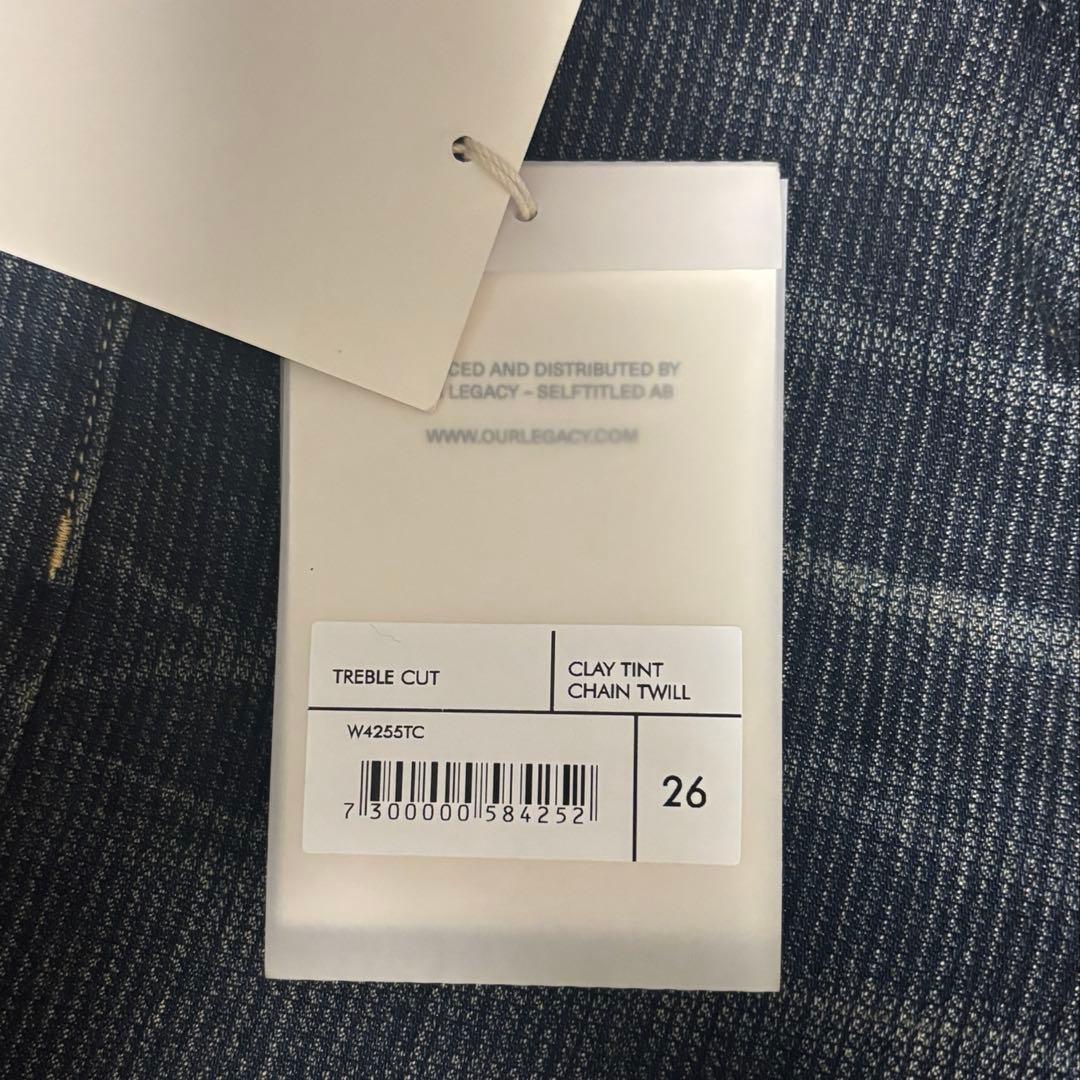 CED AND DISTRIBUTED BY
LEGACY – SELFTITLED AB
WWW.OURLEGACY.COM
TREBLE CUT
CLAY TINT
CHAIN TWILL
W4255TC
7 300000 584252
26